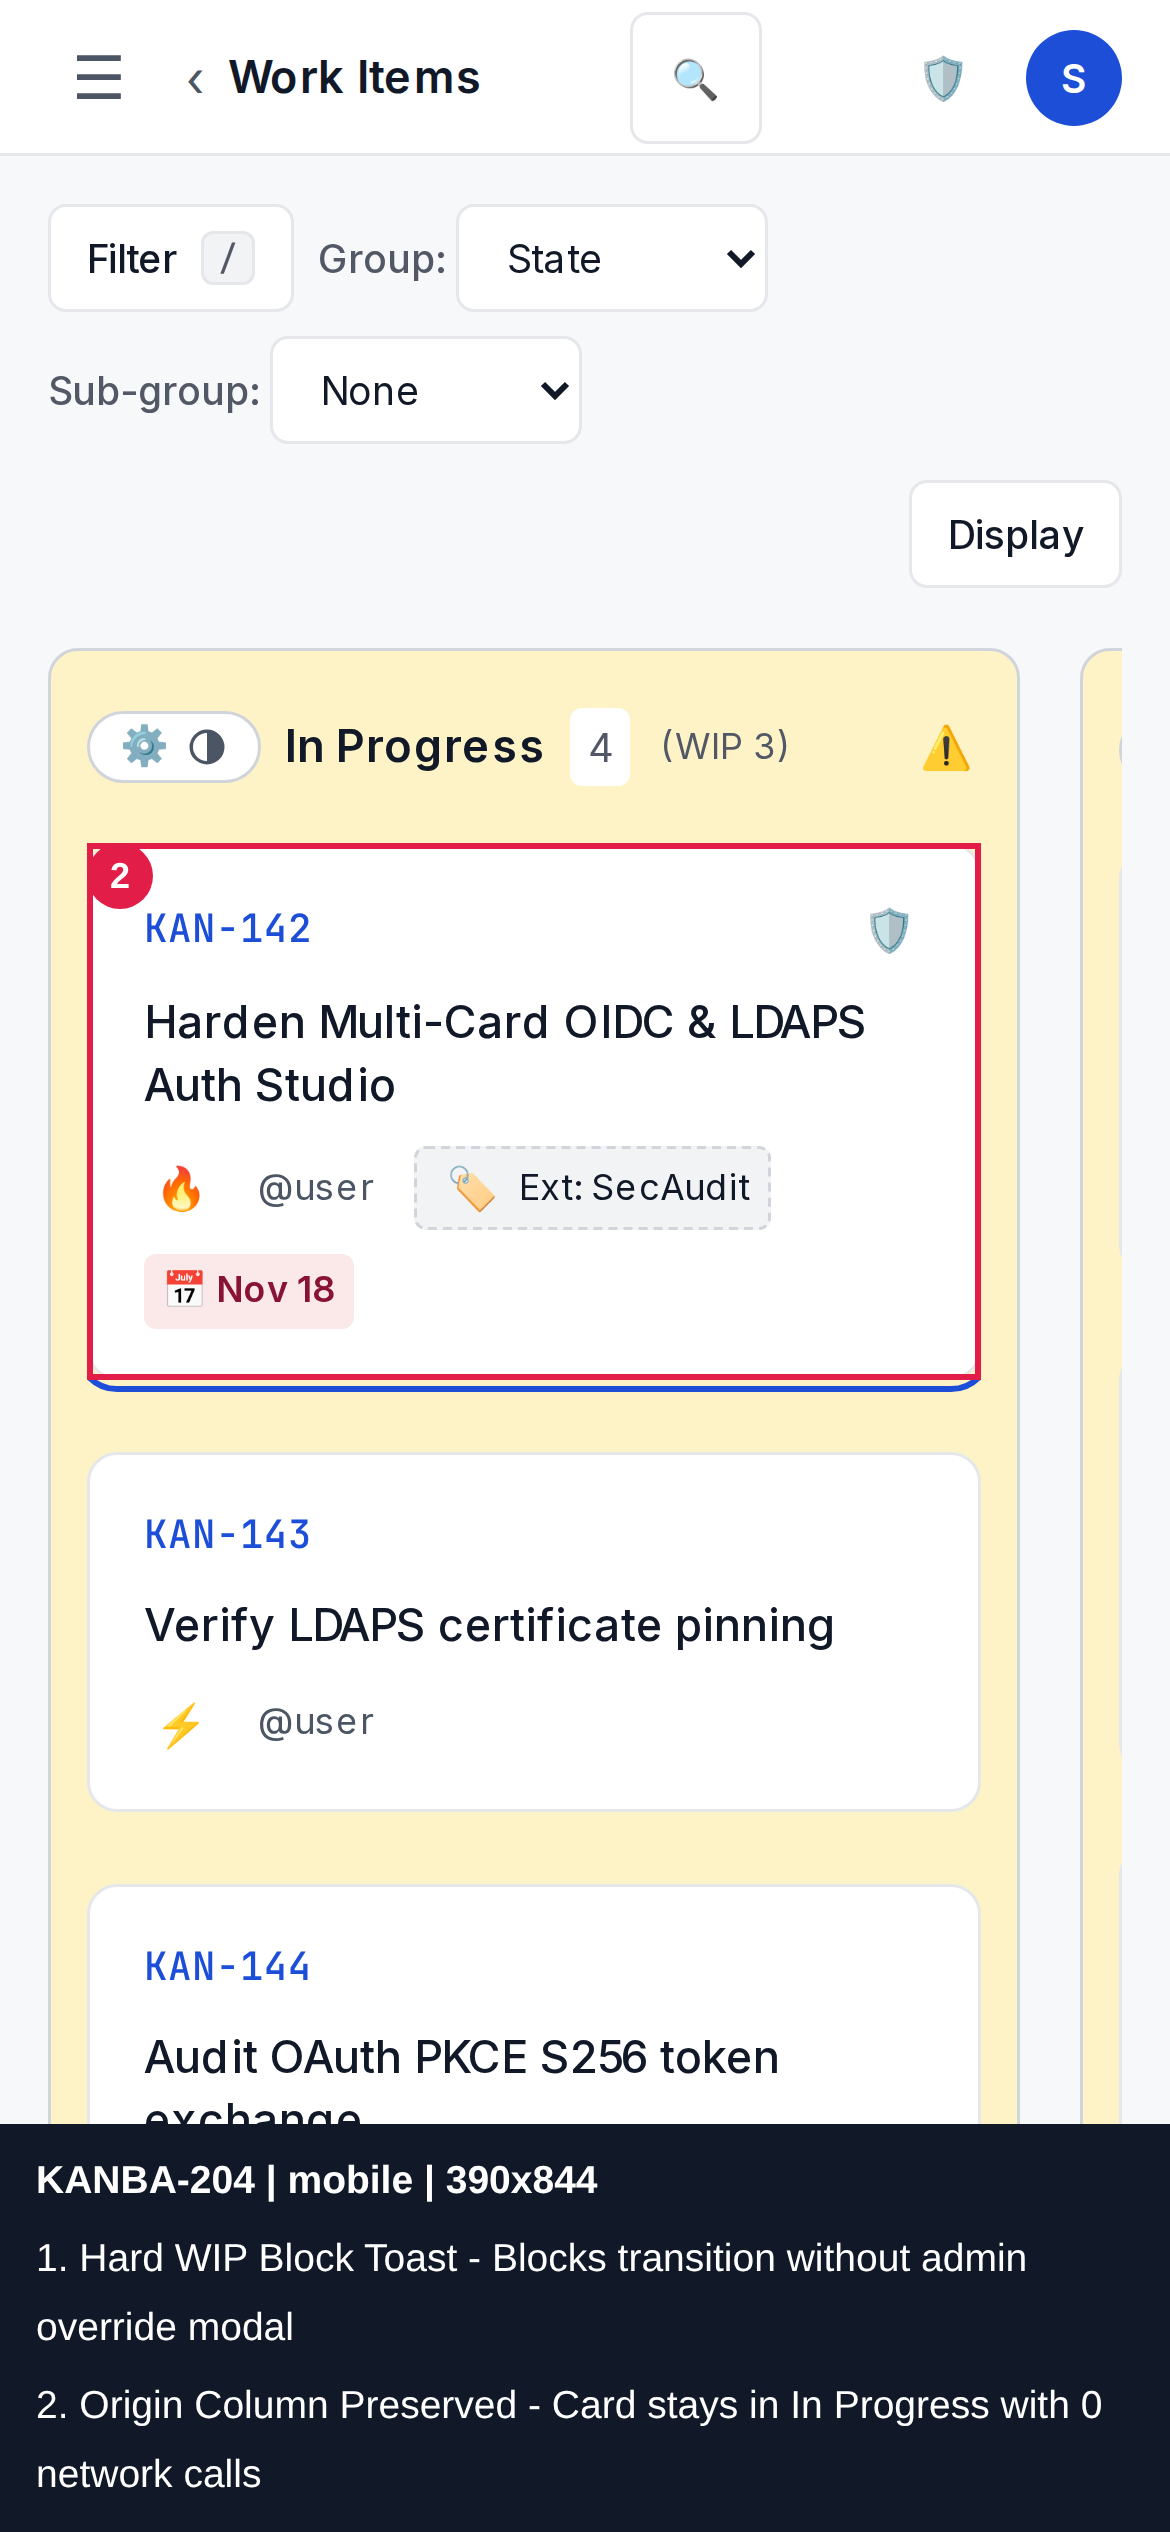 ☰ ‹ Work Items S
Filter / Group: State
Sub-group: None
Display
In Progress 4 (WIP 3)
2
KAN-142
Harden Multi-Card OIDC & LDAPS
Auth Studio
@user Ext: SecAudit
Nov 18
KAN-143
Verify LDAPS certificate pinning
@user
KAN-144
Audit OAuth PKCE S256 token
exchange
KANBA-204 | mobile | 390x844
1. Hard WIP Block Toast - Blocks transition without admin
override modal
2. Origin Column Preserved - Card stays in In Progress with 0
network calls